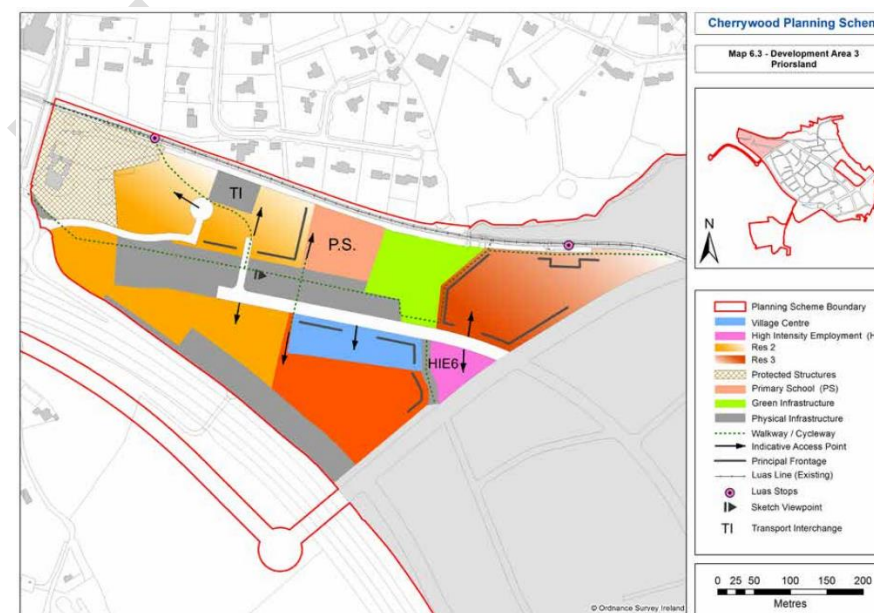 Cherrywood Planning Schem
Map 6.3 - Development Area 3
Priorsland
TI
P.S.
HIE6
N
Planning Scheme Boundary
Village Centre
High Intensity Employment (H
Res 2
Res 3
Protected Structures
Primary School (PS)
Green Infrastructure
Physical Infrastructure
Walkway / Cycleway
Indicative Access Point
Principal Frontage
Luas Line (Existing)
Luas Stops
Sketch Viewpoint
TI Transport Interchange
0 25 50 100 150 200
Metres
© Ordnance Survey Ireland